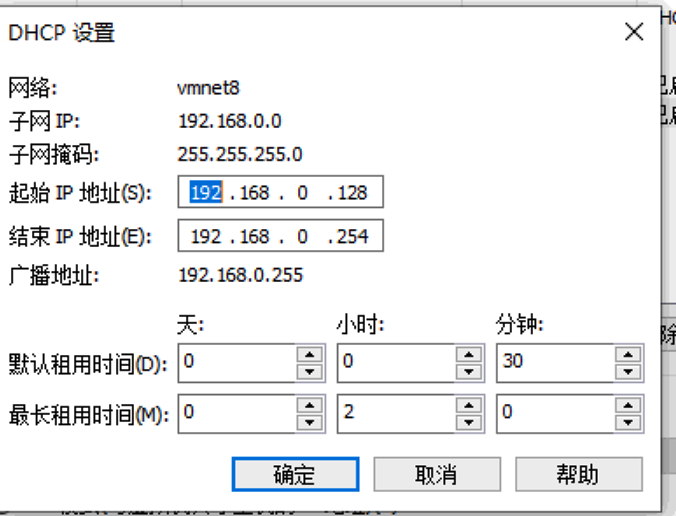 DHCP 设置
网络: vmnet8
子网 IP: 192.168.0.0
子网掩码: 255.255.255.0
起始 IP 地址(S): 192 .168 . 0 .128
结束 IP 地址(E): 192 .168 . 0 .254
广播地址: 192.168.0.255
天: 小时: 分钟:
默认租用时间(D): 0 0 30
最长租用时间(M): 0 2 0
确定 取消 帮助